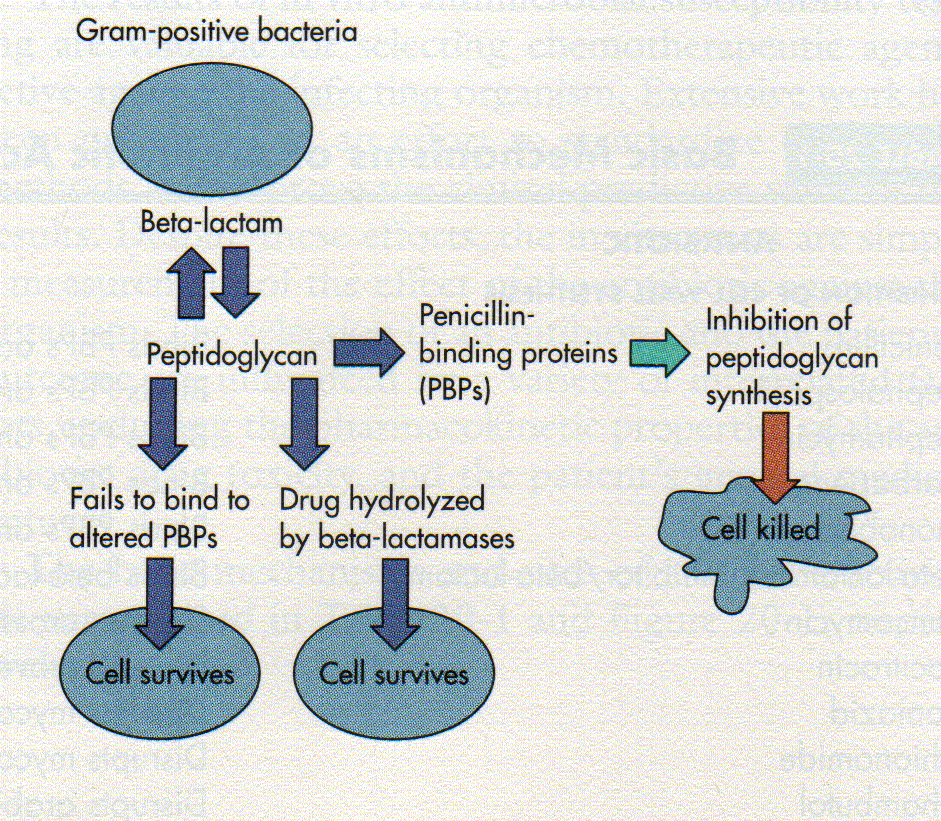 Gram-positive bacteria
Beta-lactam
Peptidoglycan
Penicillin-
binding proteins
(PBPs)
Inhibition of
peptidoglycan
synthesis
Fails to bind to
altered PBPs
Drug hydrolyzed
by beta-lactamases
Cell killed
Cell survives
Cell survives